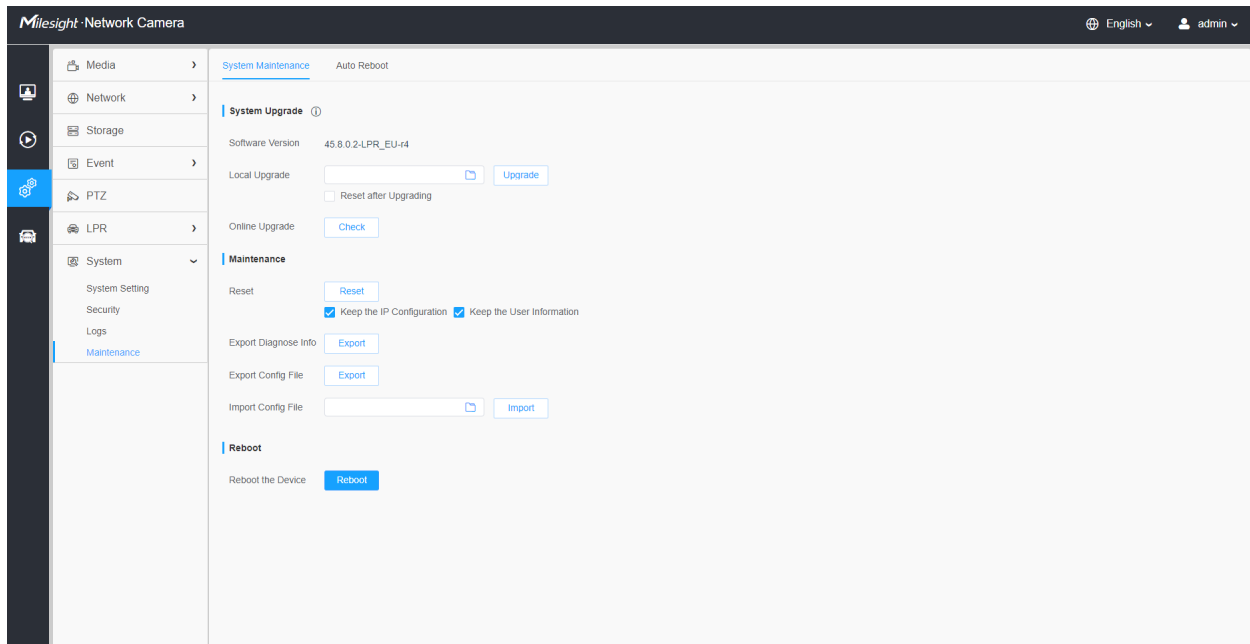 Milesight·Network Camera
English
admin
Media
Network
Storage
Event
PTZ
LPR
System
System Setting
Security
Logs
Maintenance
System Maintenance
Auto Reboot
System Upgrade
Software Version
45.8.0.2-LPR_EU-r4
Local Upgrade
Upgrade
Reset after Upgrading
Online Upgrade
Check
Maintenance
Reset
Reset
Keep the IP Configuration
Keep the User Information
Export Diagnose Info
Export
Export Config File
Export
Import Config File
Import
Reboot
Reboot the Device
Reboot